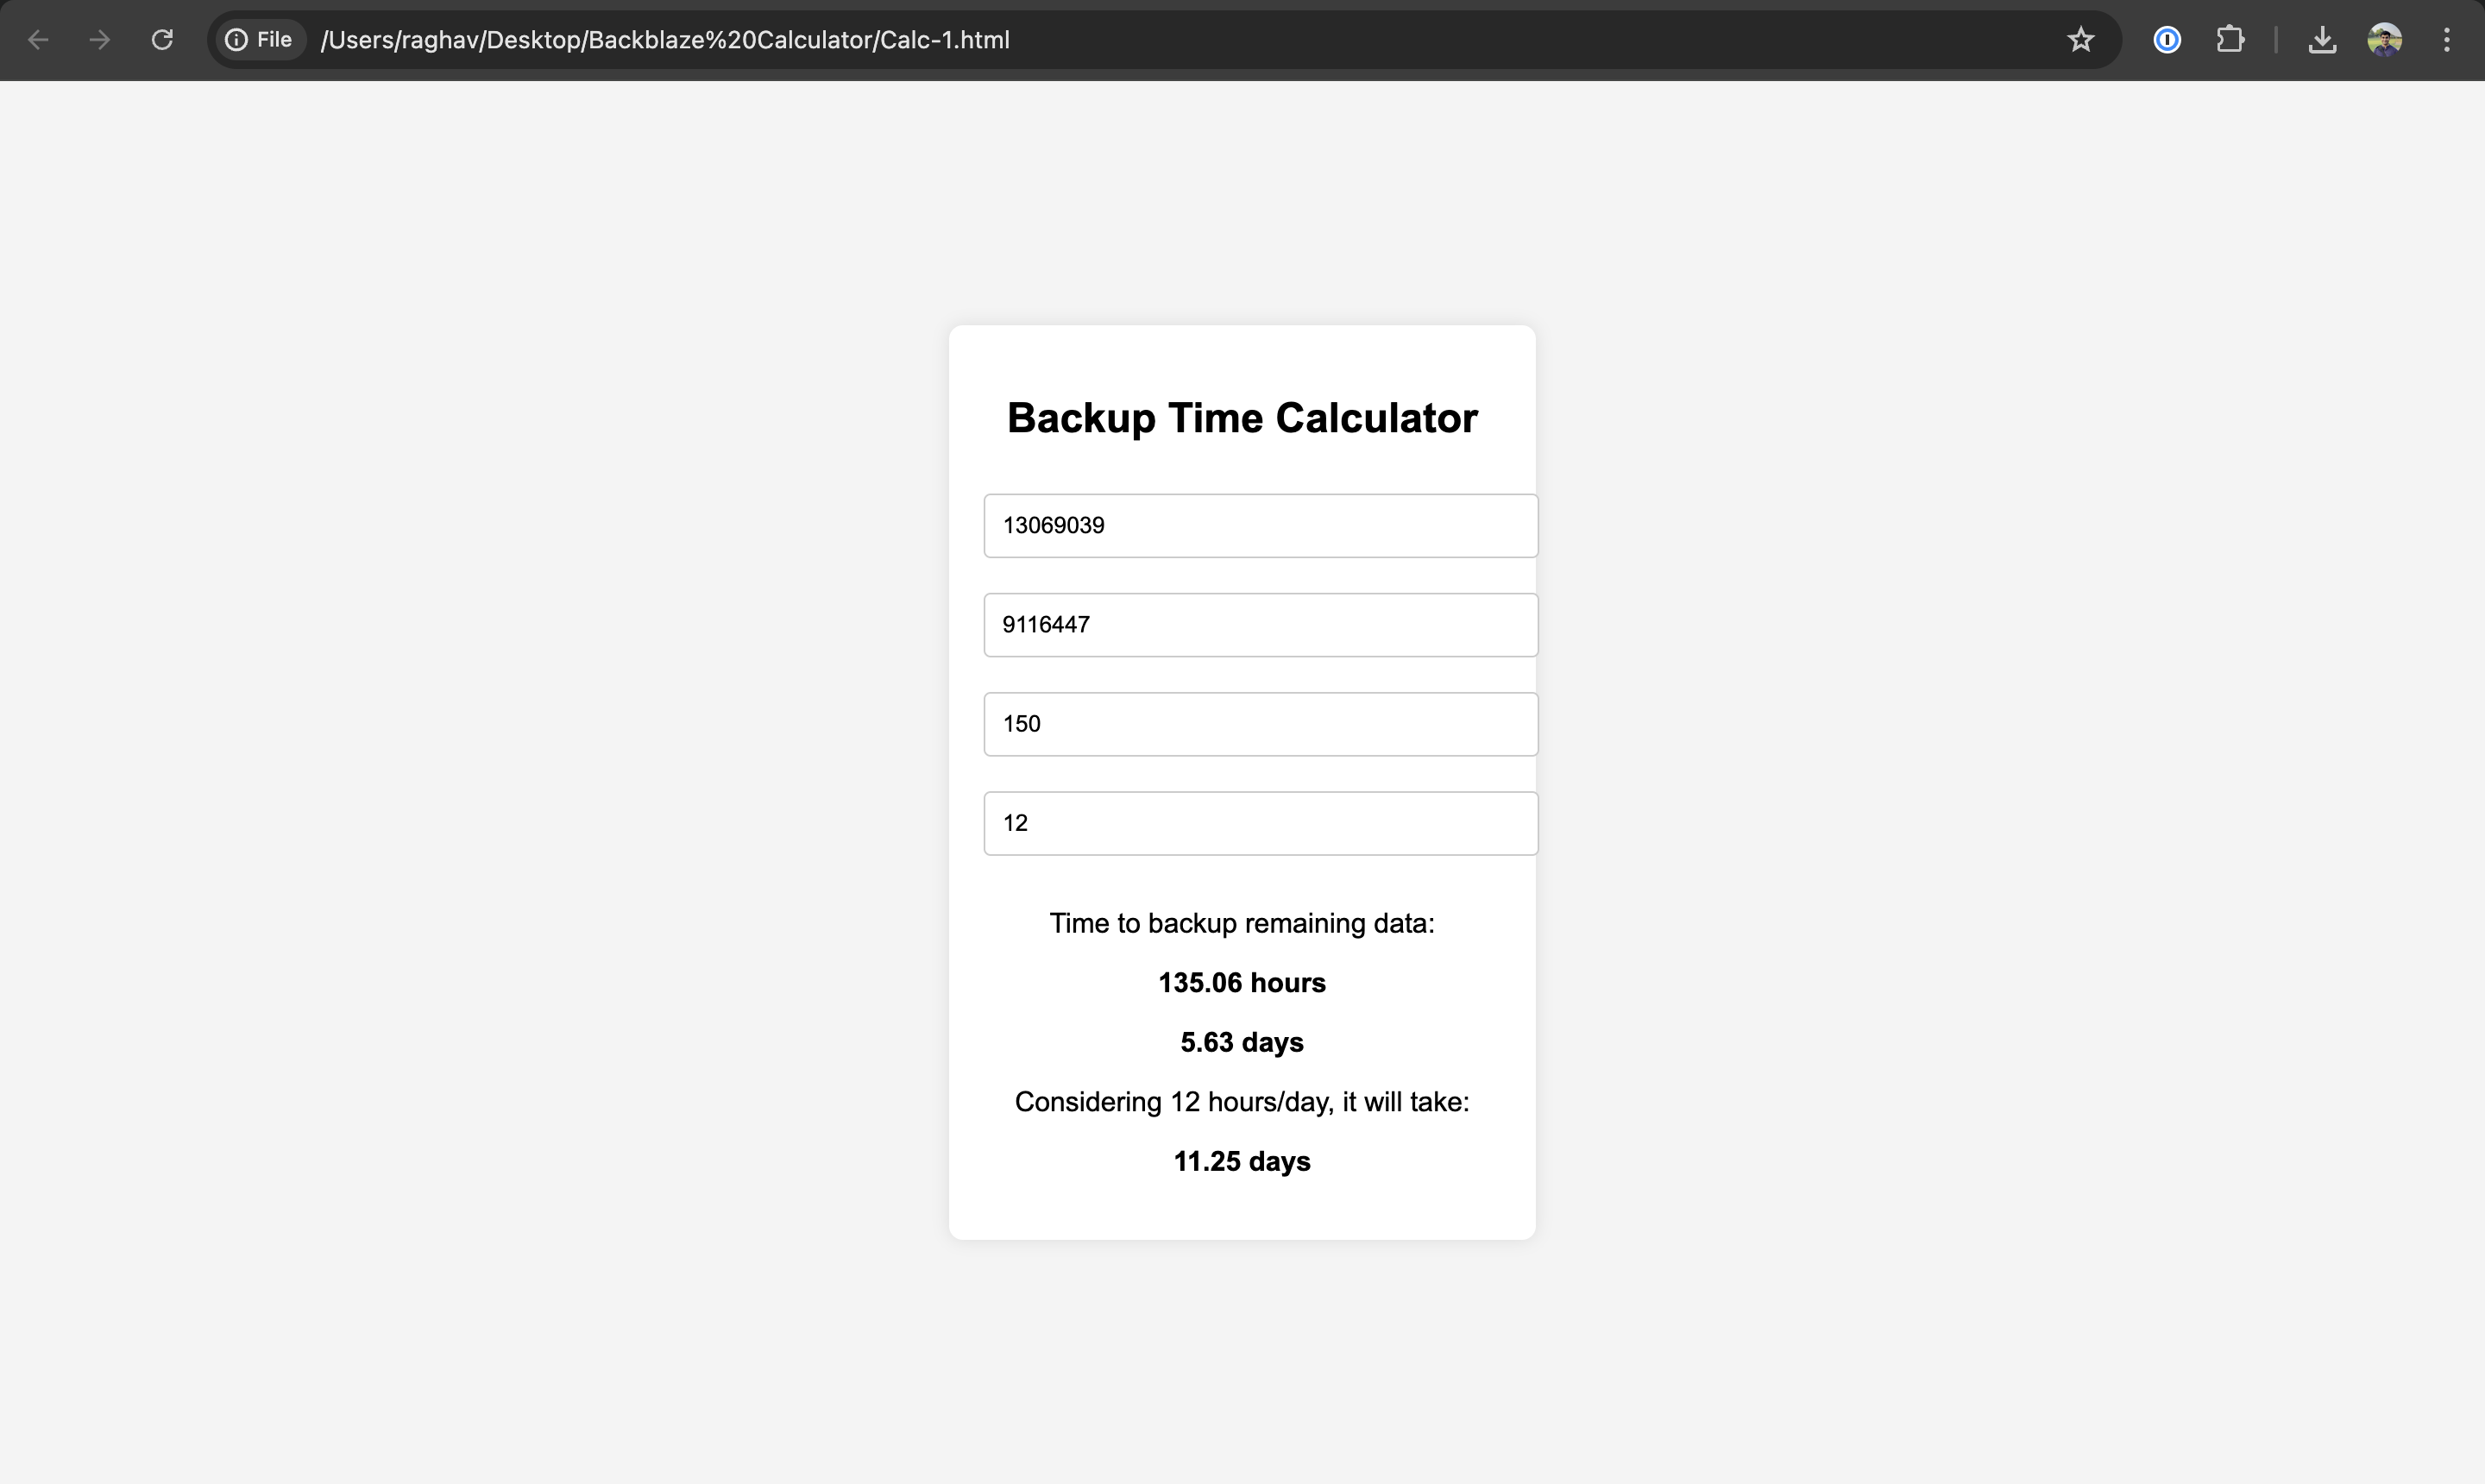 File /Users/raghav/Desktop/Backblaze%20Calculator/Calc-1.html
Backup Time Calculator
13069039
9116447
150
12
Time to backup remaining data:
135.06 hours
5.63 days
Considering 12 hours/day, it will take:
11.25 days